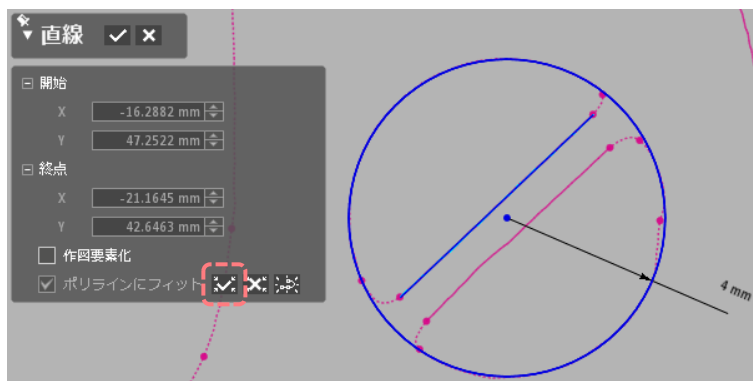 直線
開始
X -16.2882 mm
Y 47.2522 mm
終点
X -21.1645 mm
Y 42.6463 mm
作図要素化
ポリラインにフィット
4 mm